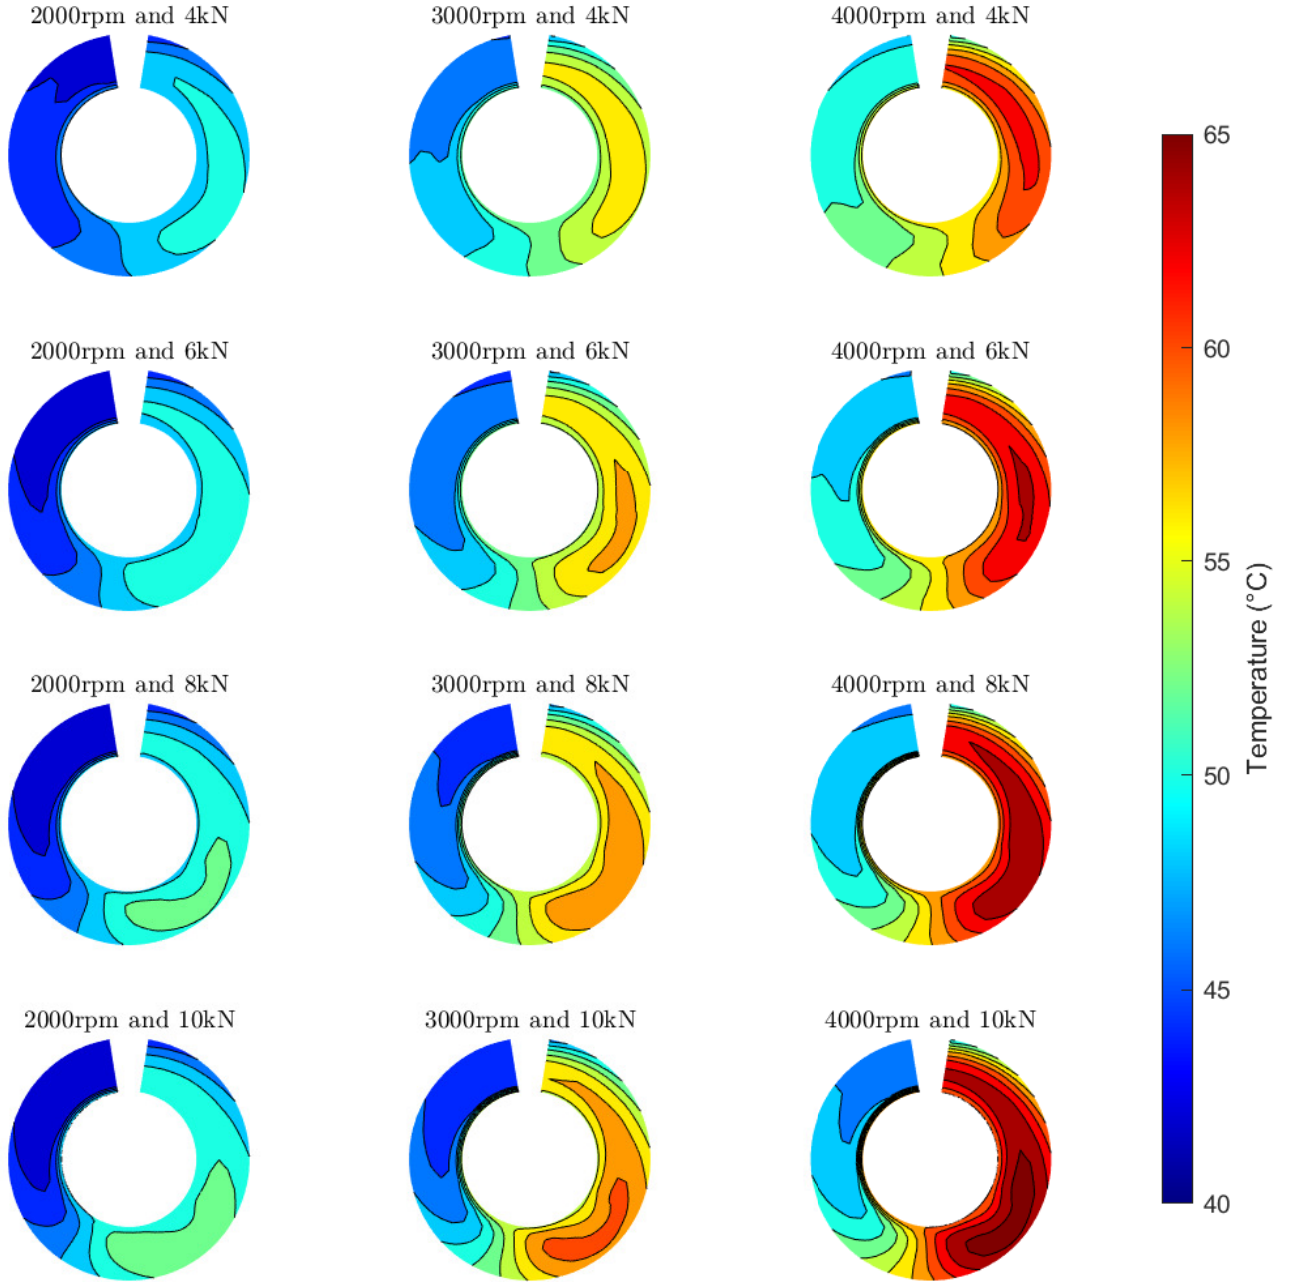 2000rpm and 4kN
3000rpm and 4kN
4000rpm and 4kN
2000rpm and 6kN
3000rpm and 6kN
4000rpm and 6kN
2000rpm and 8kN
3000rpm and 8kN
4000rpm and 8kN
2000rpm and 10kN
3000rpm and 10kN
4000rpm and 10kN
65
60
55
50
45
40
Temperature (°C)